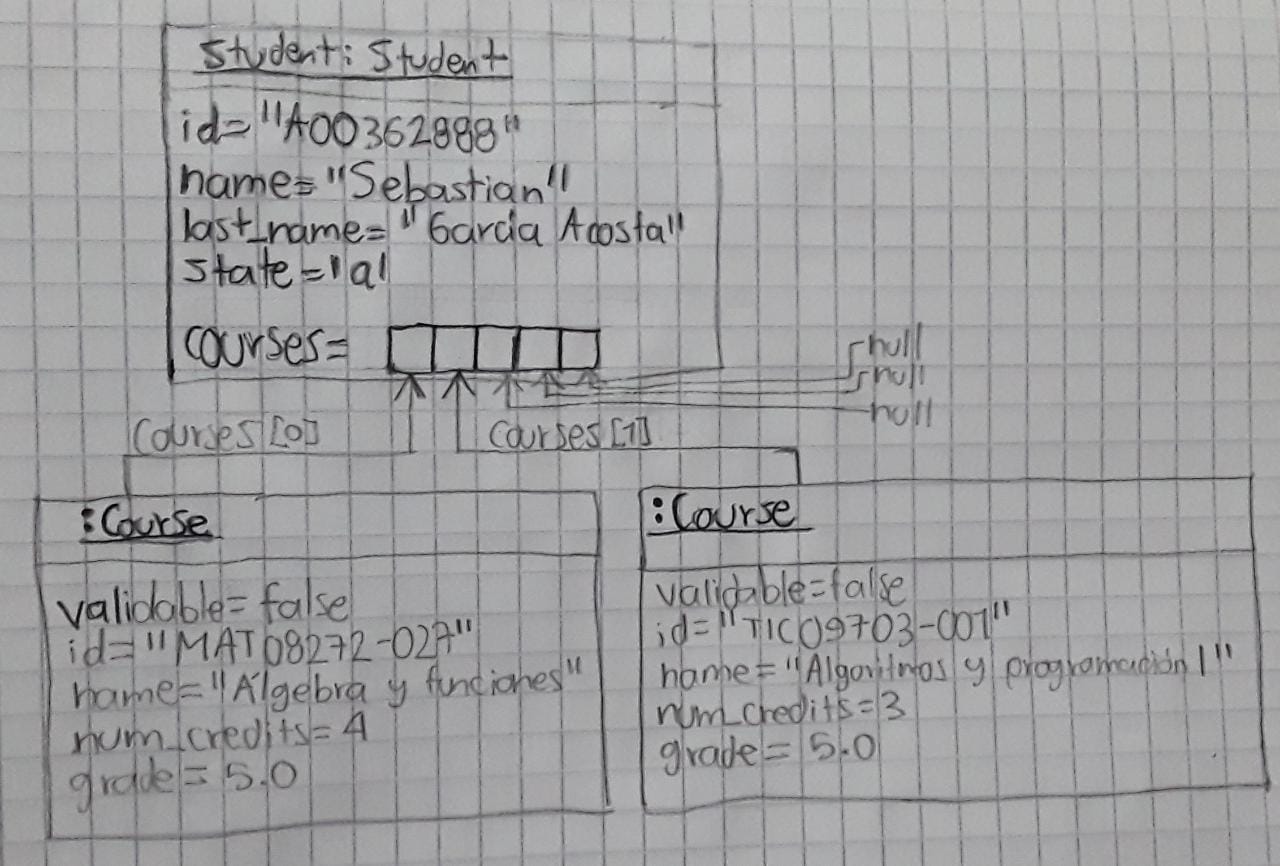 Student: Student
id= "A00362888"
name= "Sebastian"
last_name= "García Acosta"
state='a'
courses=
null
null
null
Courses[0]
Courses[1]
:Course
validable= false
id= "MAT08272-027"
name= "Álgebra y funciones"
num_credits= 4
grade= 5.0
:Course
validable=false
id= "TIC09703-001"
name= "Algoritmos y programación I"
num_credits=3
grade= 5.0